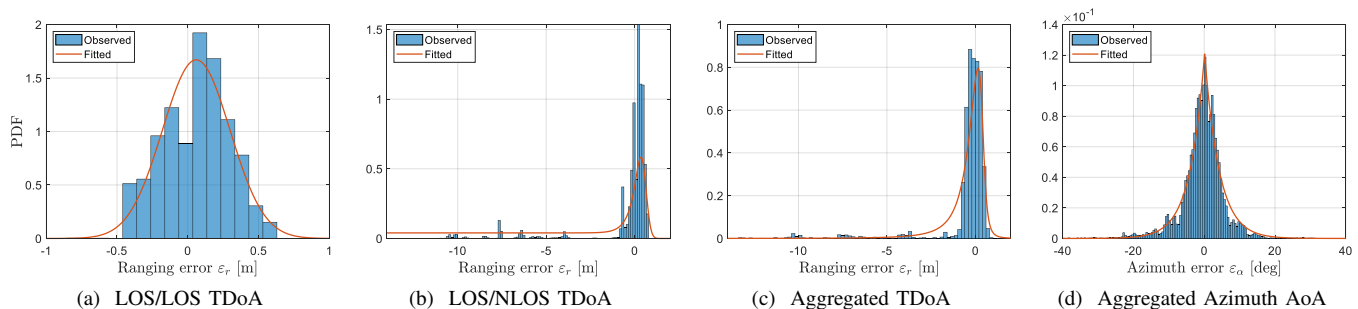 2
1.5
1
0.5
0
PDF
Observed
Fitted
-1
-0.5
0
0.5
1
Ranging error εr [m]
(a) LOS/LOS TDoA
1.5
1
0.5
0
Observed
Fitted
-10
-5
0
Ranging error εr [m]
(b) LOS/NLOS TDoA
1
0.8
0.6
0.4
0.2
0
Observed
Fitted
-10
-5
0
Ranging error εr [m]
(c) Aggregated TDoA
×10⁻¹
1.4
1.2
1
0.8
0.6
0.4
0.2
0
Observed
Fitted
-40
-20
0
20
40
Azimuth error εα [deg]
(d) Aggregated Azimuth AoA